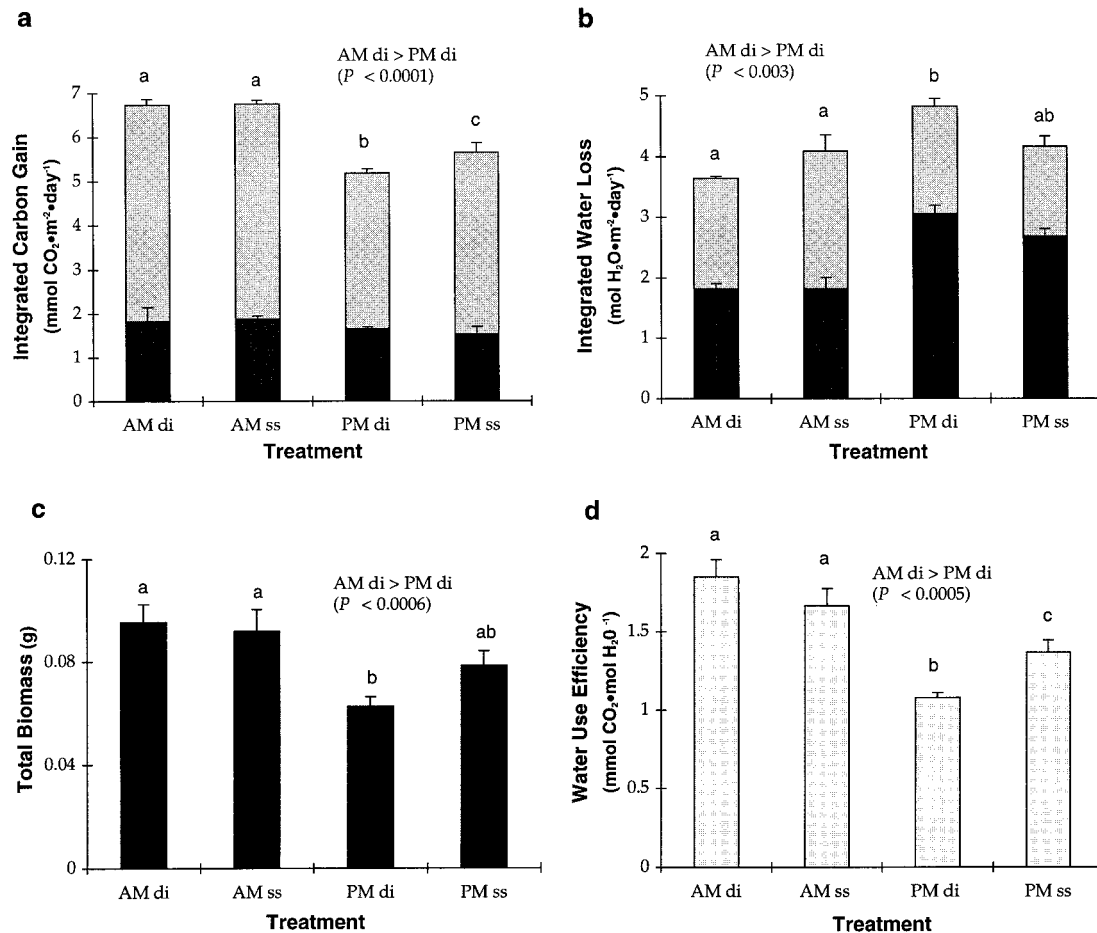 a
AM di > PM di
(P < 0.0001)
a
a
b
c
7
6
5
4
3
2
1
0
Integrated Carbon Gain
(mmol CO₂•m⁻²•day⁻¹)
AM di
AM ss
PM di
PM ss
Treatment
b
AM di > PM di
(P < 0.003)
a
a
b
ab
5
4
3
2
1
0
Integrated Water Loss
(mol H₂O•m⁻²•day⁻¹)
AM di
AM ss
PM di
PM ss
Treatment
c
AM di > PM di
(P < 0.0006)
a
a
b
ab
0.12
0.08
0.04
0
Total Biomass (g)
AM di
AM ss
PM di
PM ss
Treatment
d
AM di > PM di
(P < 0.0005)
a
a
b
c
2
1.5
1
0.5
0
Water Use Efficiency
(mmol CO₂•mol H₂0⁻¹)
AM di
AM ss
PM di
PM ss
Treatment